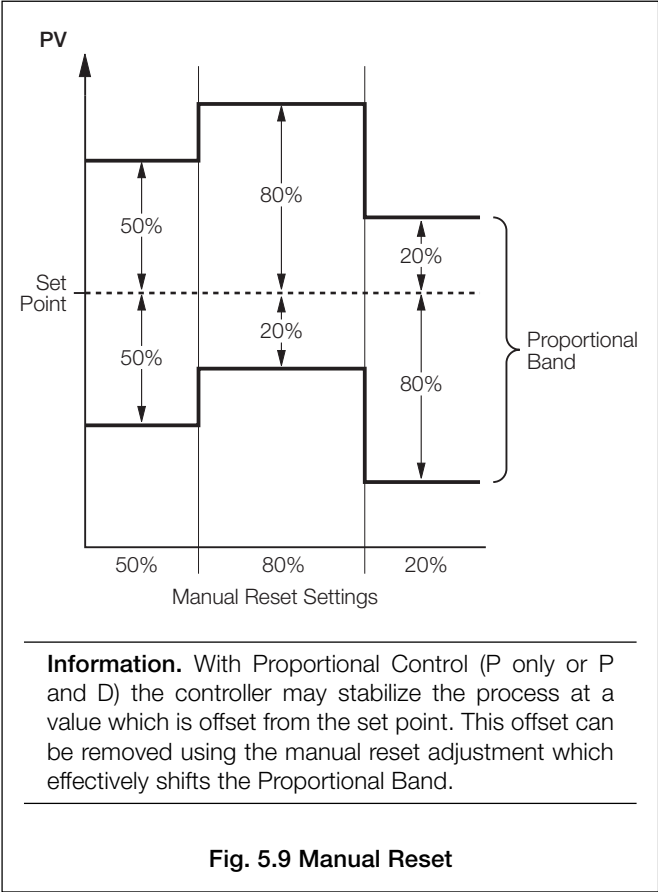 PV
50%
80%
20%
Set
Point
50%
20%
80%
Proportional
Band
50% 80% 20%
Manual Reset Settings
Information. With Proportional Control (P only or P
and D) the controller may stabilize the process at a
value which is offset from the set point. This offset can
be removed using the manual reset adjustment which
effectively shifts the Proportional Band.
Fig. 5.9 Manual Reset